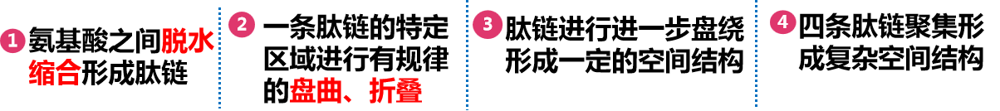 1 氨基酸之间脱水
缩合形成肽链
2 一条肽链的特定
区域进行有规律
的盘曲、折叠
3 肽链进行进一步盘绕
形成一定的空间结构
4 四条肽链聚集形
成复杂空间结构